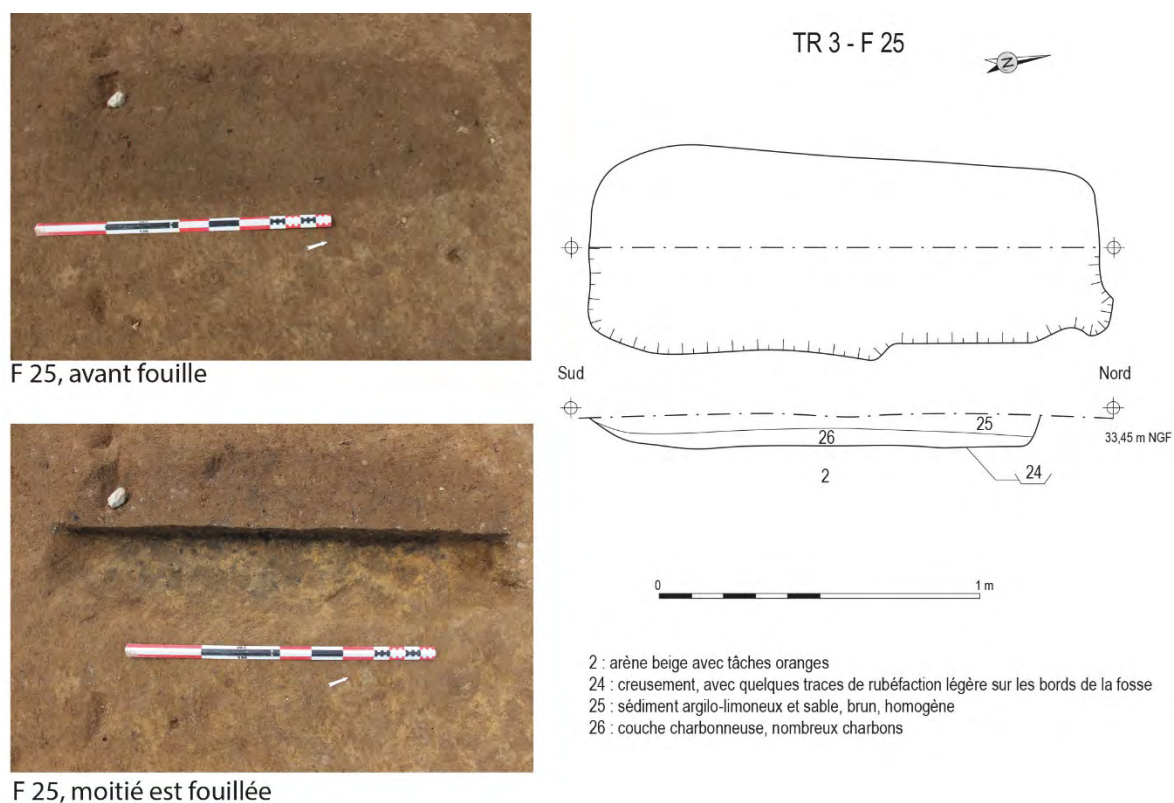 F 25, avant fouille
F 25, moitié est fouillée
TR 3 - F 25
N
Sud
Nord
25
26
33,45 m NGF
2
24
0
1 m
2 : arène beige avec tâches oranges
24 : creusement, avec quelques traces de rubéfaction légère sur les bords de la fosse
25 : sédiment argilo-limoneux et sable, brun, homogène
26 : couche charbonneuse, nombreux charbons